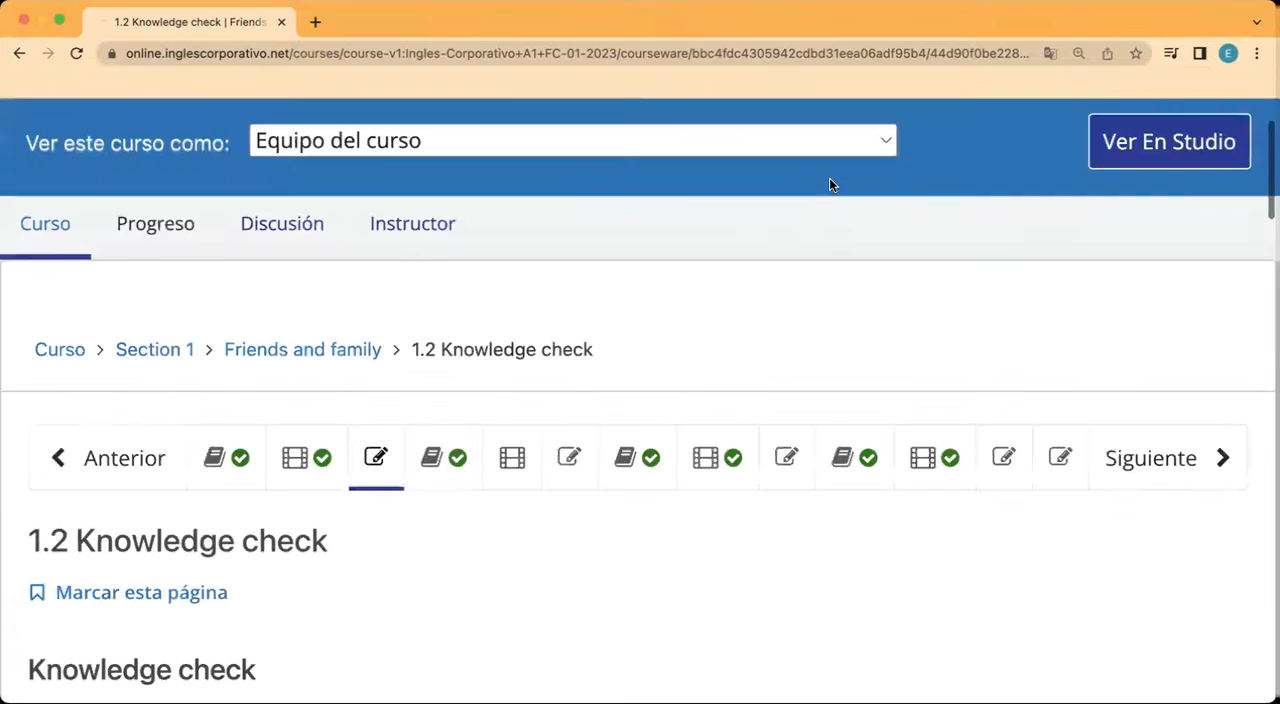 1.2 Knowledge check | Friends
online.inglescorporativo.net/courses/course-v1:Ingles-Corporativo+A1+FC-01-2023/courseware/bbc4fdc4305942cdbd31eea06adf95b4/44d90f0be228...
E
Ver este curso como:
Equipo del curso
Ver En Studio
Curso
Progreso
Discusión
Instructor
Curso > Section 1 > Friends and family > 1.2 Knowledge check
Anterior
Siguiente
1.2 Knowledge check
Marcar esta página
Knowledge check